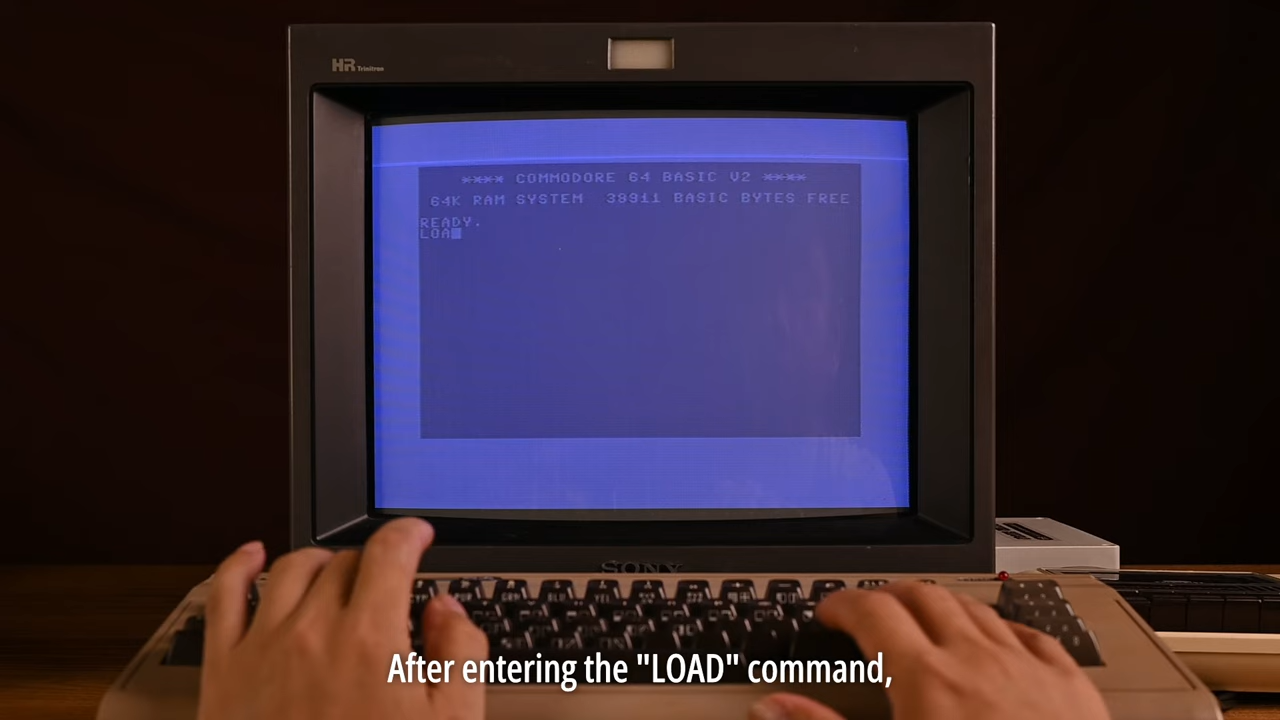 HR Trinitron
**** COMMODORE 64 BASIC V2 ****
64K RAM SYSTEM 38911 BASIC BYTES FREE
READY.
LOA
SONY
After entering the "LOAD" command,